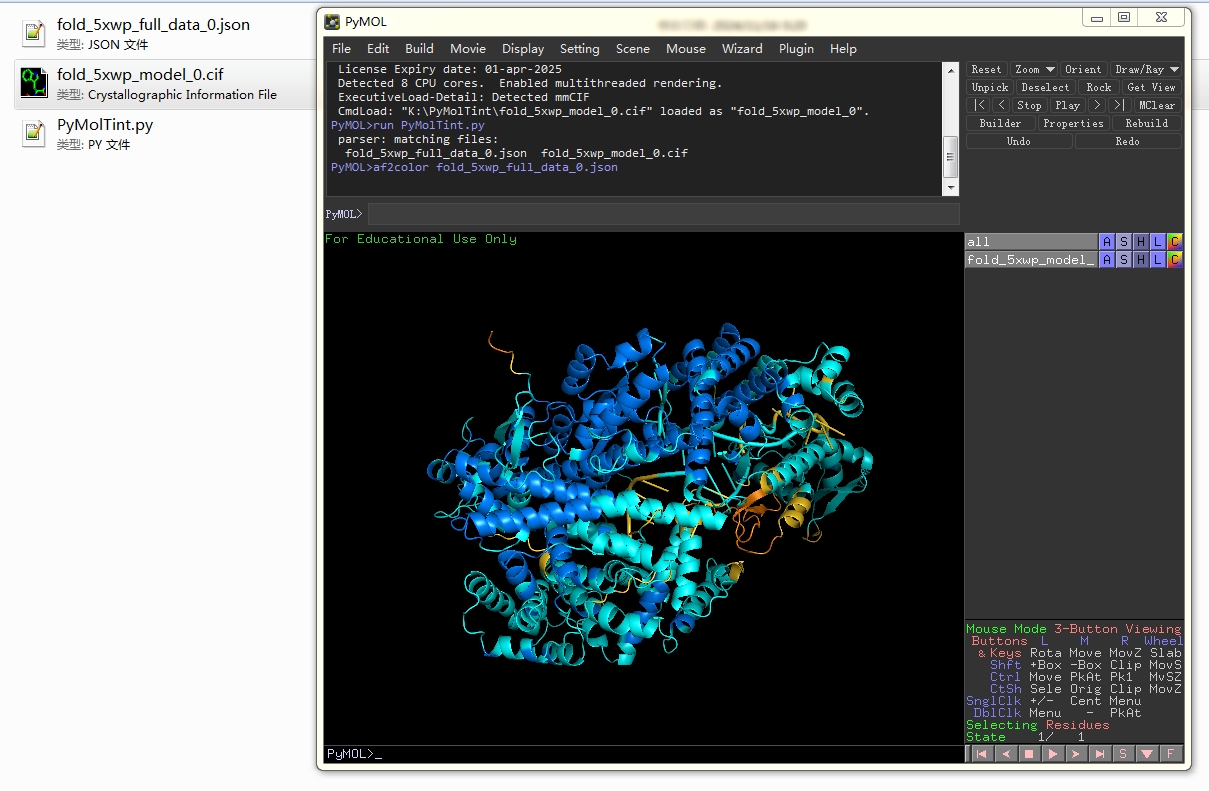 fold_5xwp_full_data_0.json
类型: JSON 文件
fold_5xwp_model_0.cif
类型: Crystallographic Information File
PyMolTint.py
类型: PY 文件
PyMOL
File Edit Build Movie Display Setting Scene Mouse Wizard Plugin Help
License Expiry date: 01-apr-2025
Detected 8 CPU cores.  Enabled multithreaded rendering.
ExecutiveLoad-Detail: Detected mmCIF
CmdLoad: "K:\PyMolTint\fold_5xwp_model_0.cif" loaded as "fold_5xwp_model_0".
PyMOL>run PyMolTint.py
parser: matching files:
fold_5xwp_full_data_0.json  fold_5xwp_model_0.cif
PyMOL>af2color fold_5xwp_full_data_0.json
PyMOL>
Reset Zoom Orient Draw/Ray
Unpick Deselect Rock Get View
|< < Stop Play > >| MClear
Builder Properties Rebuild
Undo Redo
For Educational Use Only
all A S H L C
fold_5xwp_model_ A S H L C
Mouse Mode 3-Button Viewing
Buttons L M R Wheel
& Keys Rota Move MovZ Slab
Shft +Box -Box Clip MovS
Ctrl Move PkAt Pk1 MvSZ
CtSh Sele Orig Clip MovZ
SnglClk +/- Cent Menu
DblClk Menu - PkAt
Selecting Residues
State 1/ 1
PyMOL>_
S F